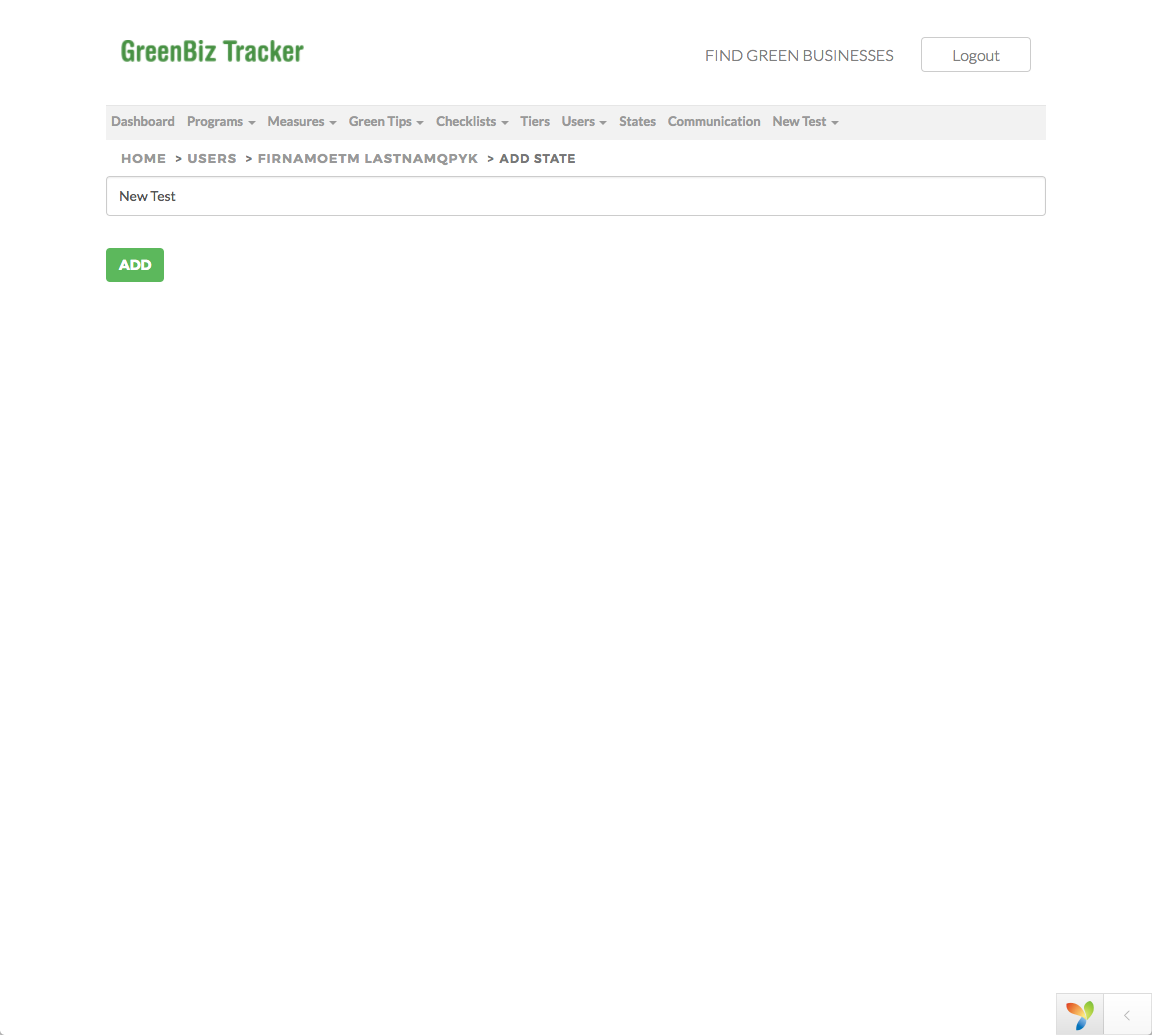 GreenBiz Tracker
FIND GREEN BUSINESSES
Logout
Dashboard Programs Measures Green Tips Checklists Tiers Users States Communication New Test
HOME > USERS > FIRNAMOETM LASTNAMQPYK > ADD STATE
New Test
ADD